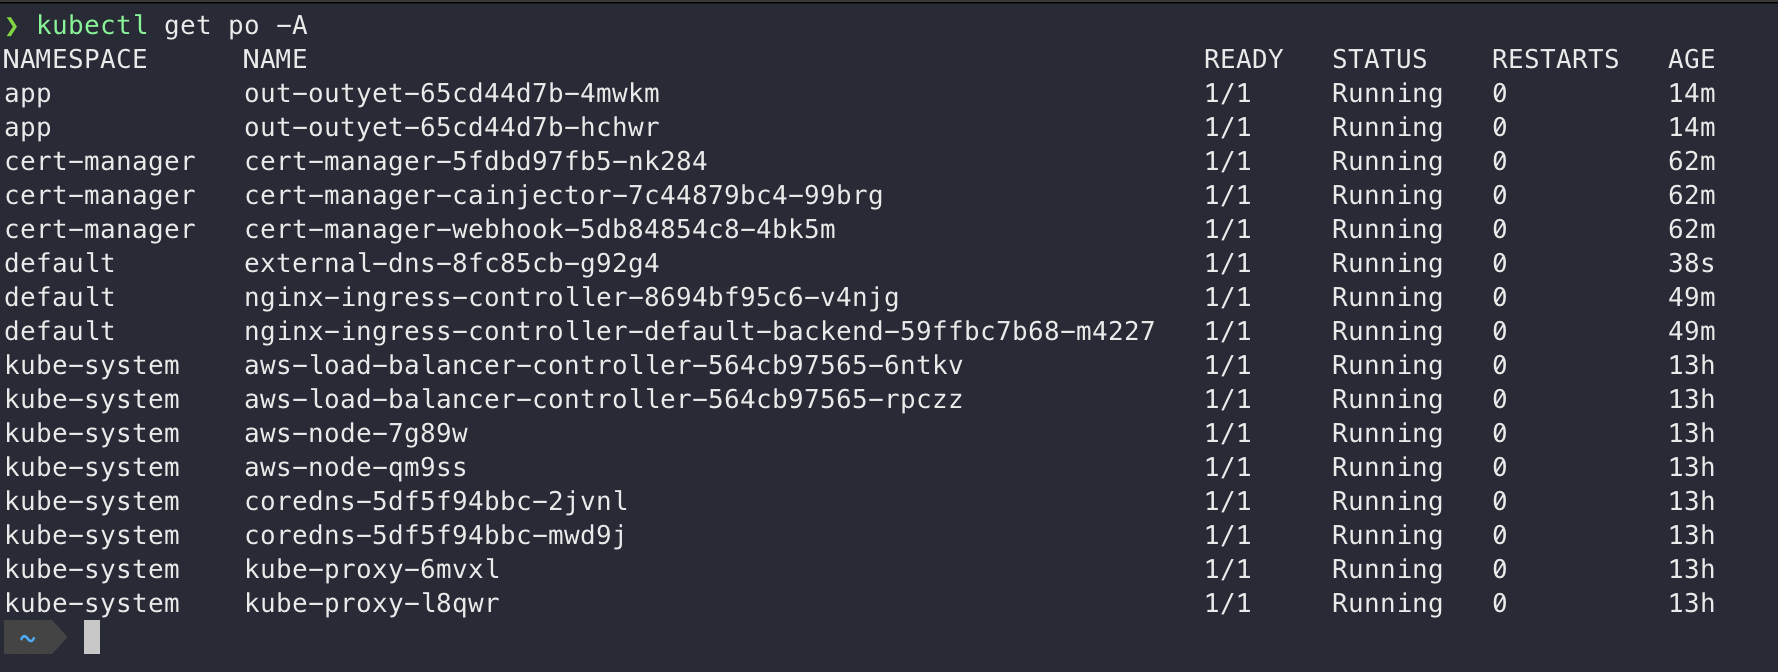 ❯ kubectl get po -A
NAMESPACE NAME READY STATUS RESTARTS AGE
app out-outyet-65cd44d7b-4mwkm 1/1 Running 0 14m
app out-outyet-65cd44d7b-hchwr 1/1 Running 0 14m
cert-manager cert-manager-5fdbd97fb5-nk284 1/1 Running 0 62m
cert-manager cert-manager-cainjector-7c44879bc4-99brg 1/1 Running 0 62m
cert-manager cert-manager-webhook-5db84854c8-4bk5m 1/1 Running 0 62m
default external-dns-8fc85cb-g92g4 1/1 Running 0 38s
default nginx-ingress-controller-8694bf95c6-v4njg 1/1 Running 0 49m
default nginx-ingress-controller-default-backend-59ffbc7b68-m4227 1/1 Running 0 49m
kube-system aws-load-balancer-controller-564cb97565-6ntkv 1/1 Running 0 13h
kube-system aws-load-balancer-controller-564cb97565-rpczz 1/1 Running 0 13h
kube-system aws-node-7g89w 1/1 Running 0 13h
kube-system aws-node-qm9ss 1/1 Running 0 13h
kube-system coredns-5df5f94bbc-2jvnl 1/1 Running 0 13h
kube-system coredns-5df5f94bbc-mwd9j 1/1 Running 0 13h
kube-system kube-proxy-6mvxl 1/1 Running 0 13h
kube-system kube-proxy-l8qwr 1/1 Running 0 13h
~